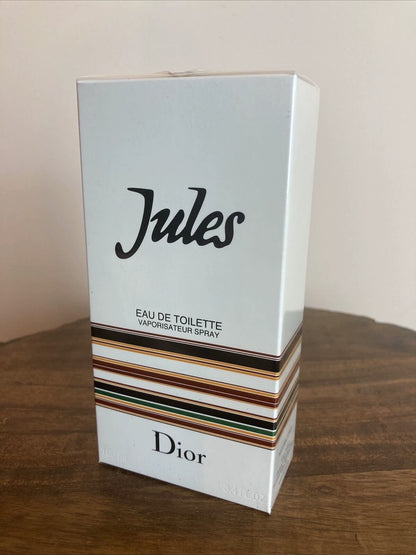 Jules
EAU DE TOILETTE
VAPORISATEUR SPRAY
Dior